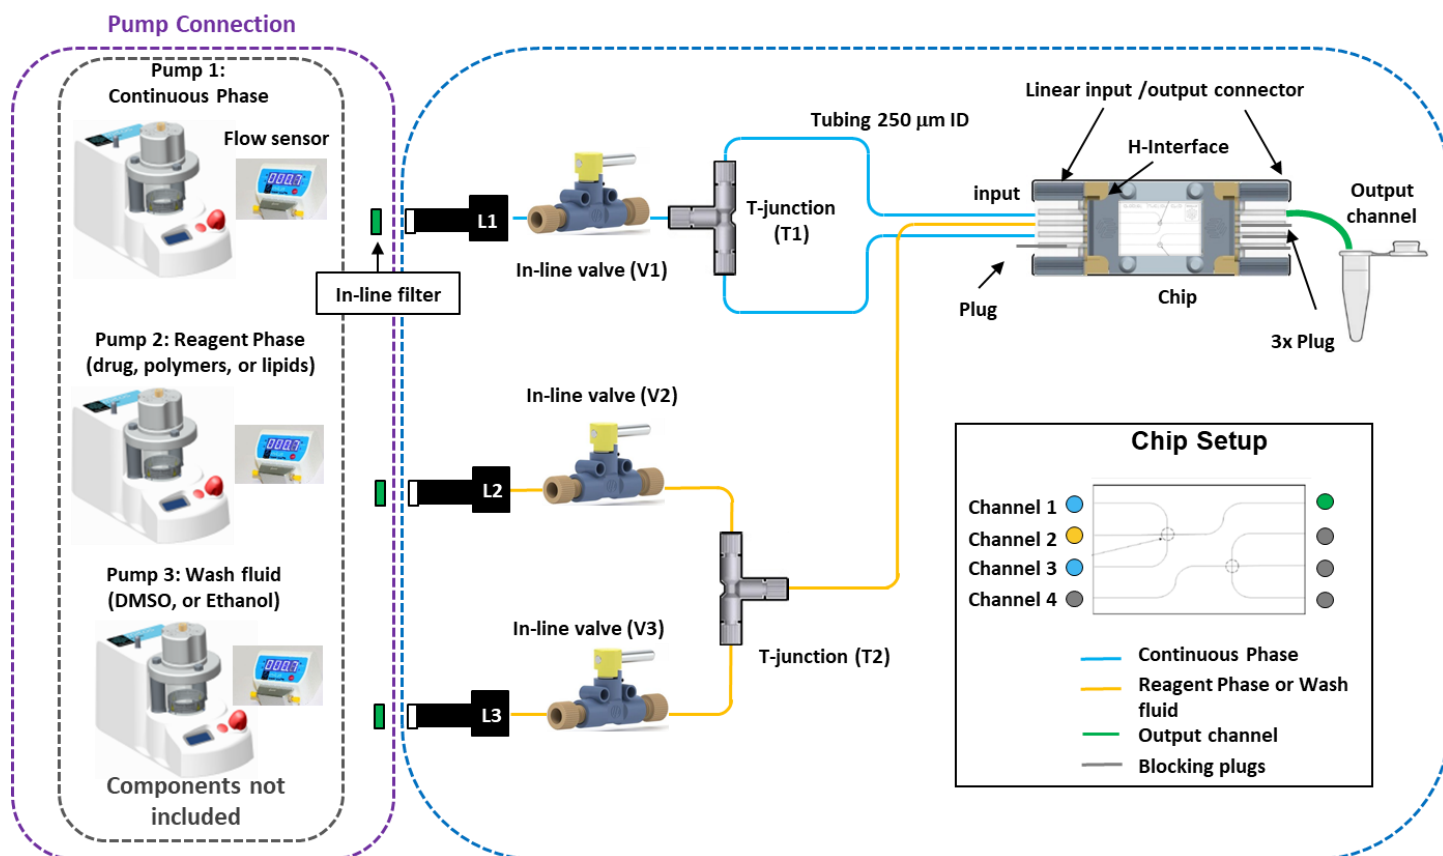 Pump Connection
Pump 1:
Continuous Phase
Flow sensor
In-line filter
Pump 2: Reagent Phase
(drug, polymers, or lipids)
Pump 3: Wash fluid
(DMSO, or Ethanol)
Components not
included
L1
In-line valve (V1)
T-junction
(T1)
Tubing 250 μm ID
Linear input /output connector
H-Interface
input
Output
channel
Plug
Chip
3x Plug
L2
In-line valve (V2)
L3
In-line valve (V3)
T-junction (T2)
Chip Setup
Channel 1
Channel 2
Channel 3
Channel 4
Continuous Phase
Reagent Phase or Wash
fluid
Output channel
Blocking plugs